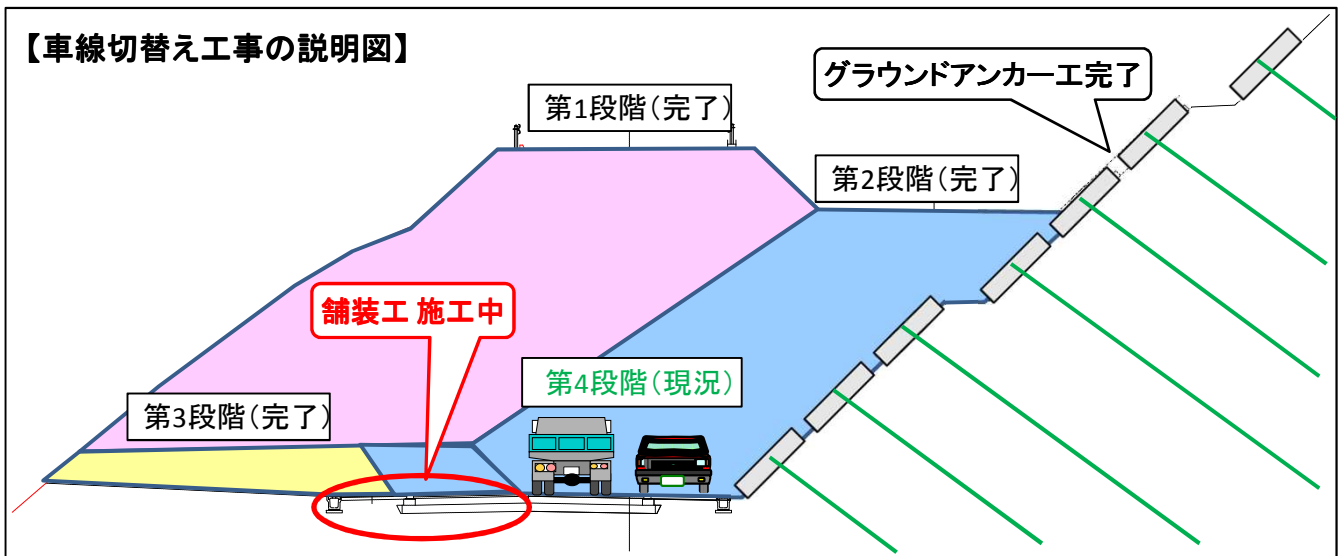 【車線切替え工事の説明図】
グラウンドアンカー工完了
第1段階(完了)
第2段階(完了)
舗装工 施工中
第4段階(現況)
第3段階(完了)